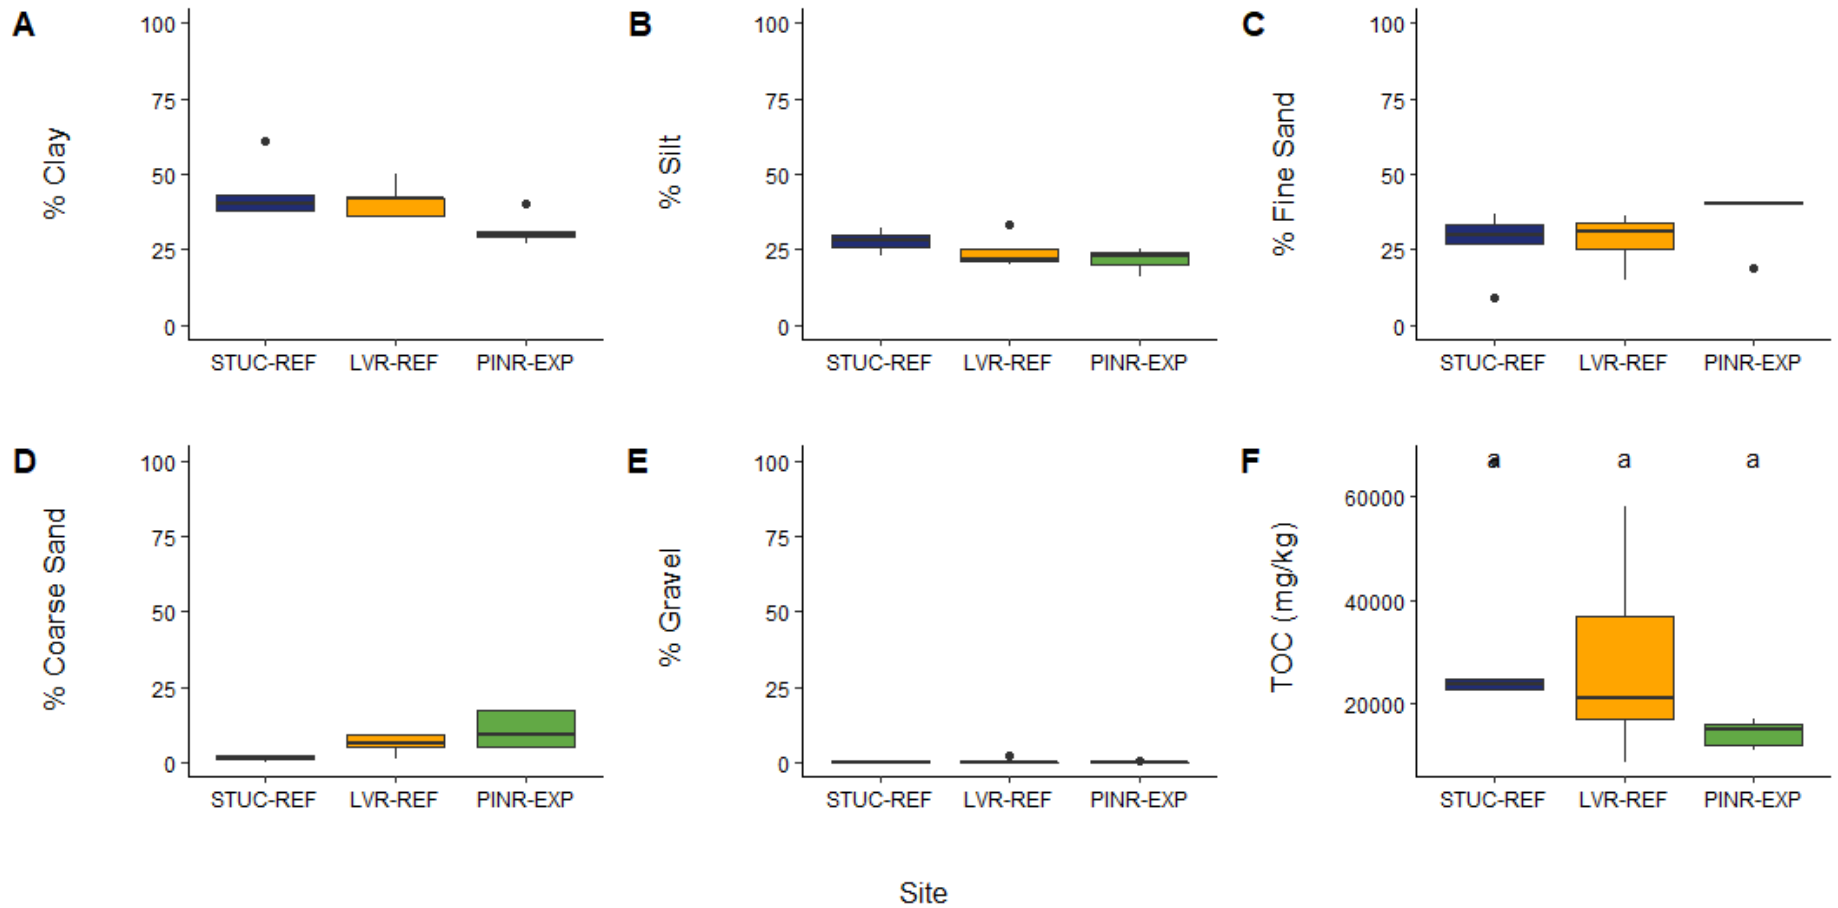 A
% Clay
100
75
50
25
0
STUC-REF LVR-REF PINR-EXP
B
% Silt
100
75
50
25
0
STUC-REF LVR-REF PINR-EXP
C
% Fine Sand
100
75
50
25
0
STUC-REF LVR-REF PINR-EXP
D
% Coarse Sand
100
75
50
25
0
STUC-REF LVR-REF PINR-EXP
E
% Gravel
100
75
50
25
0
STUC-REF LVR-REF PINR-EXP
F
TOC (mg/kg)
a a a
60000
40000
20000
STUC-REF LVR-REF PINR-EXP
Site